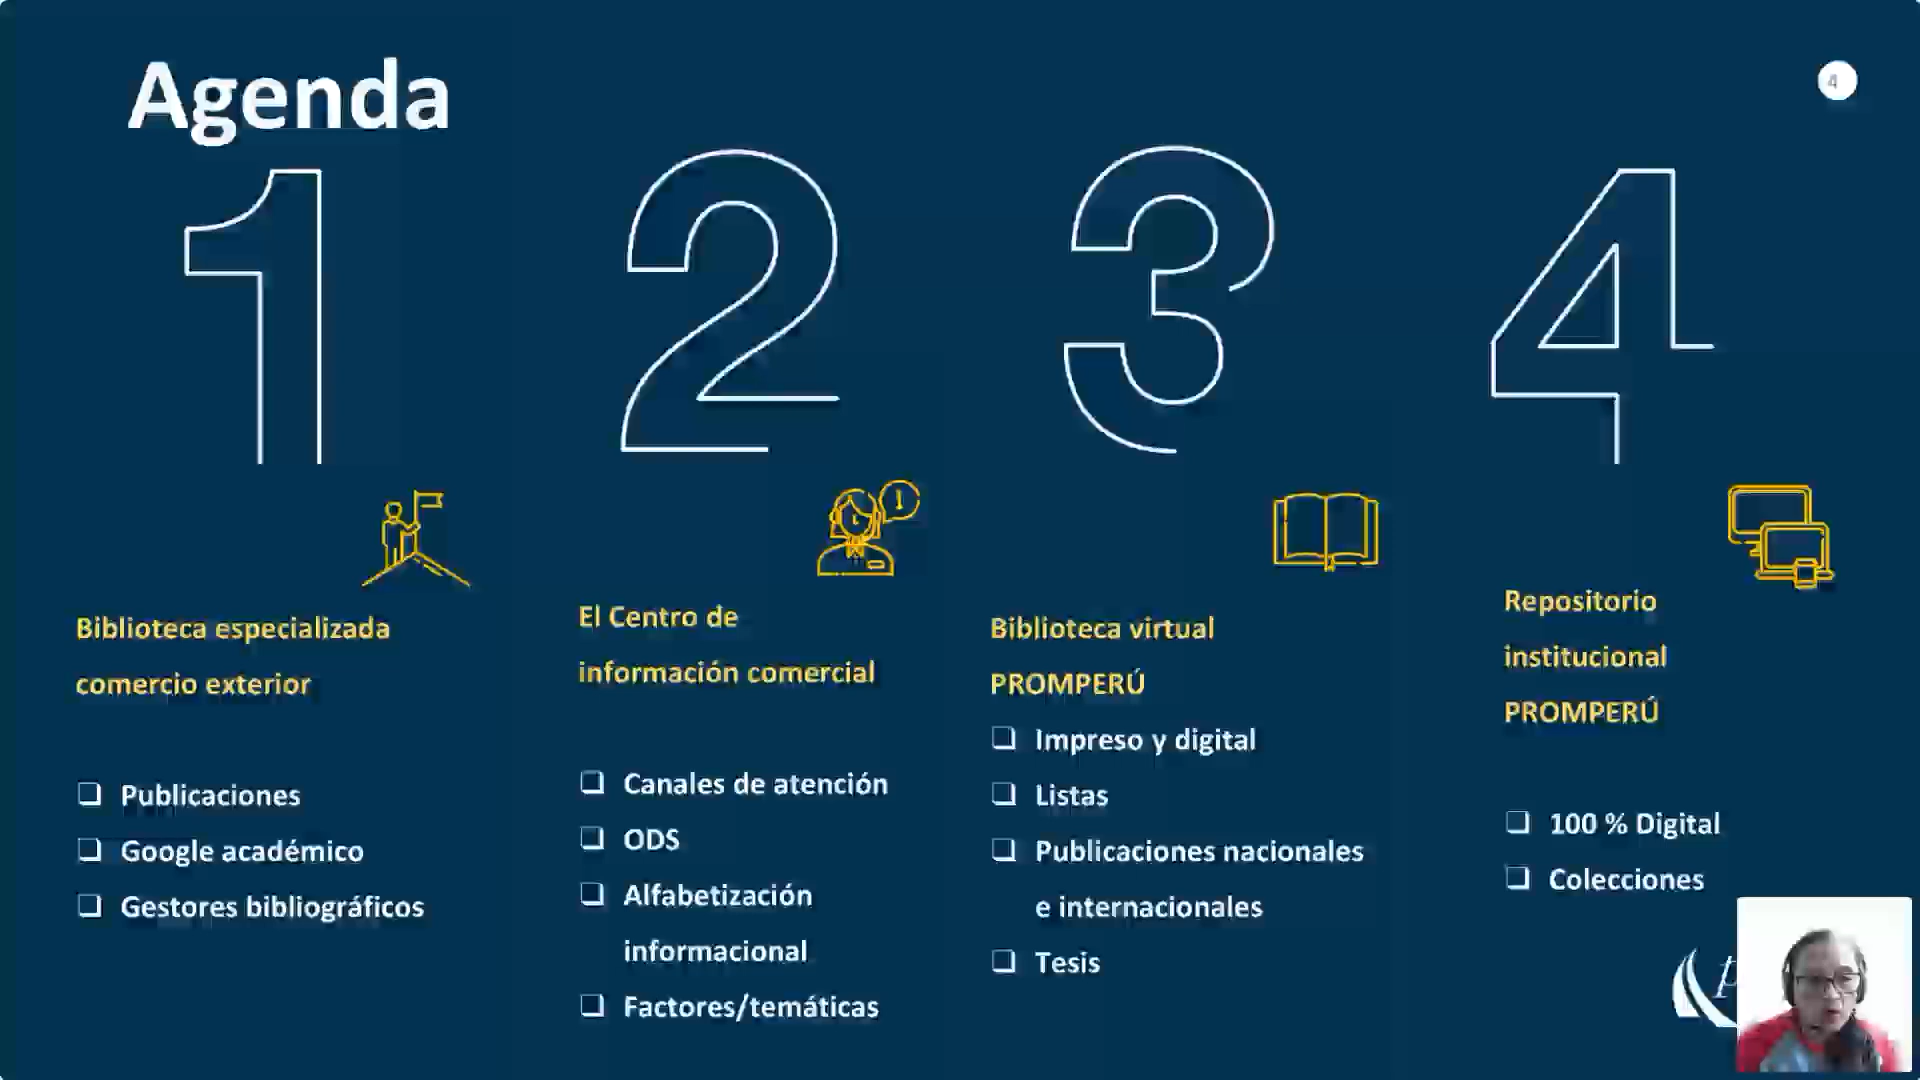 Agenda
4
1
2
3
4
Biblioteca especializada
comercio exterior
❑ Publicaciones
❑ Google académico
❑ Gestores bibliográficos
El Centro de
información comercial
❑ Canales de atención
❑ ODS
❑ Alfabetización
informacional
❑ Factores/temáticas
Biblioteca virtual
PROMPERÚ
❑ Impreso y digital
❑ Listas
❑ Publicaciones nacionales
e internacionales
❑ Tesis
Repositorio
institucional
PROMPERÚ
❑ 100 % Digital
❑ Colecciones